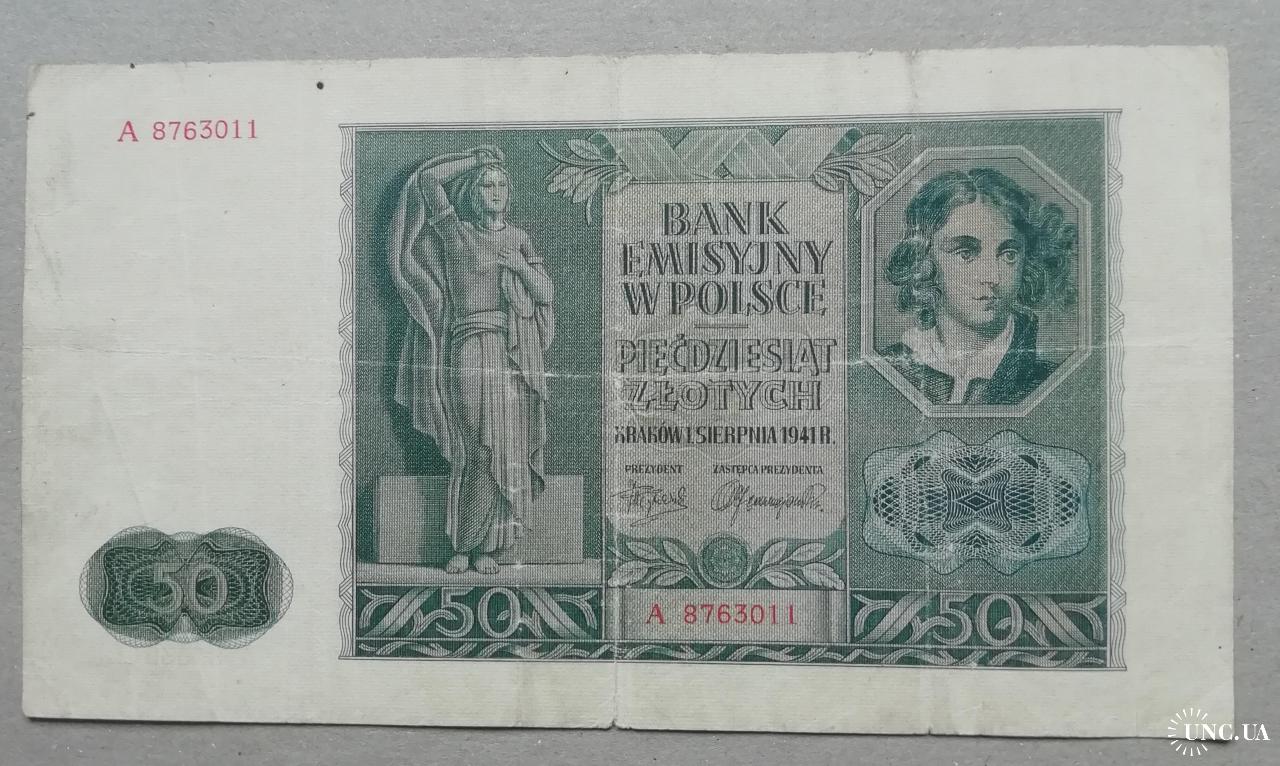 A 8763011
BANK
EMISYJNY
W POLSCE
PIĘĆDZIESIĄT
ZŁOTYCH
KRAKÓW 1. SIERPNIA 1941 R.
PREZYDENT ZASTĘPCA PREZYDENTA
50
50
A 8763011
50
UNC.UA